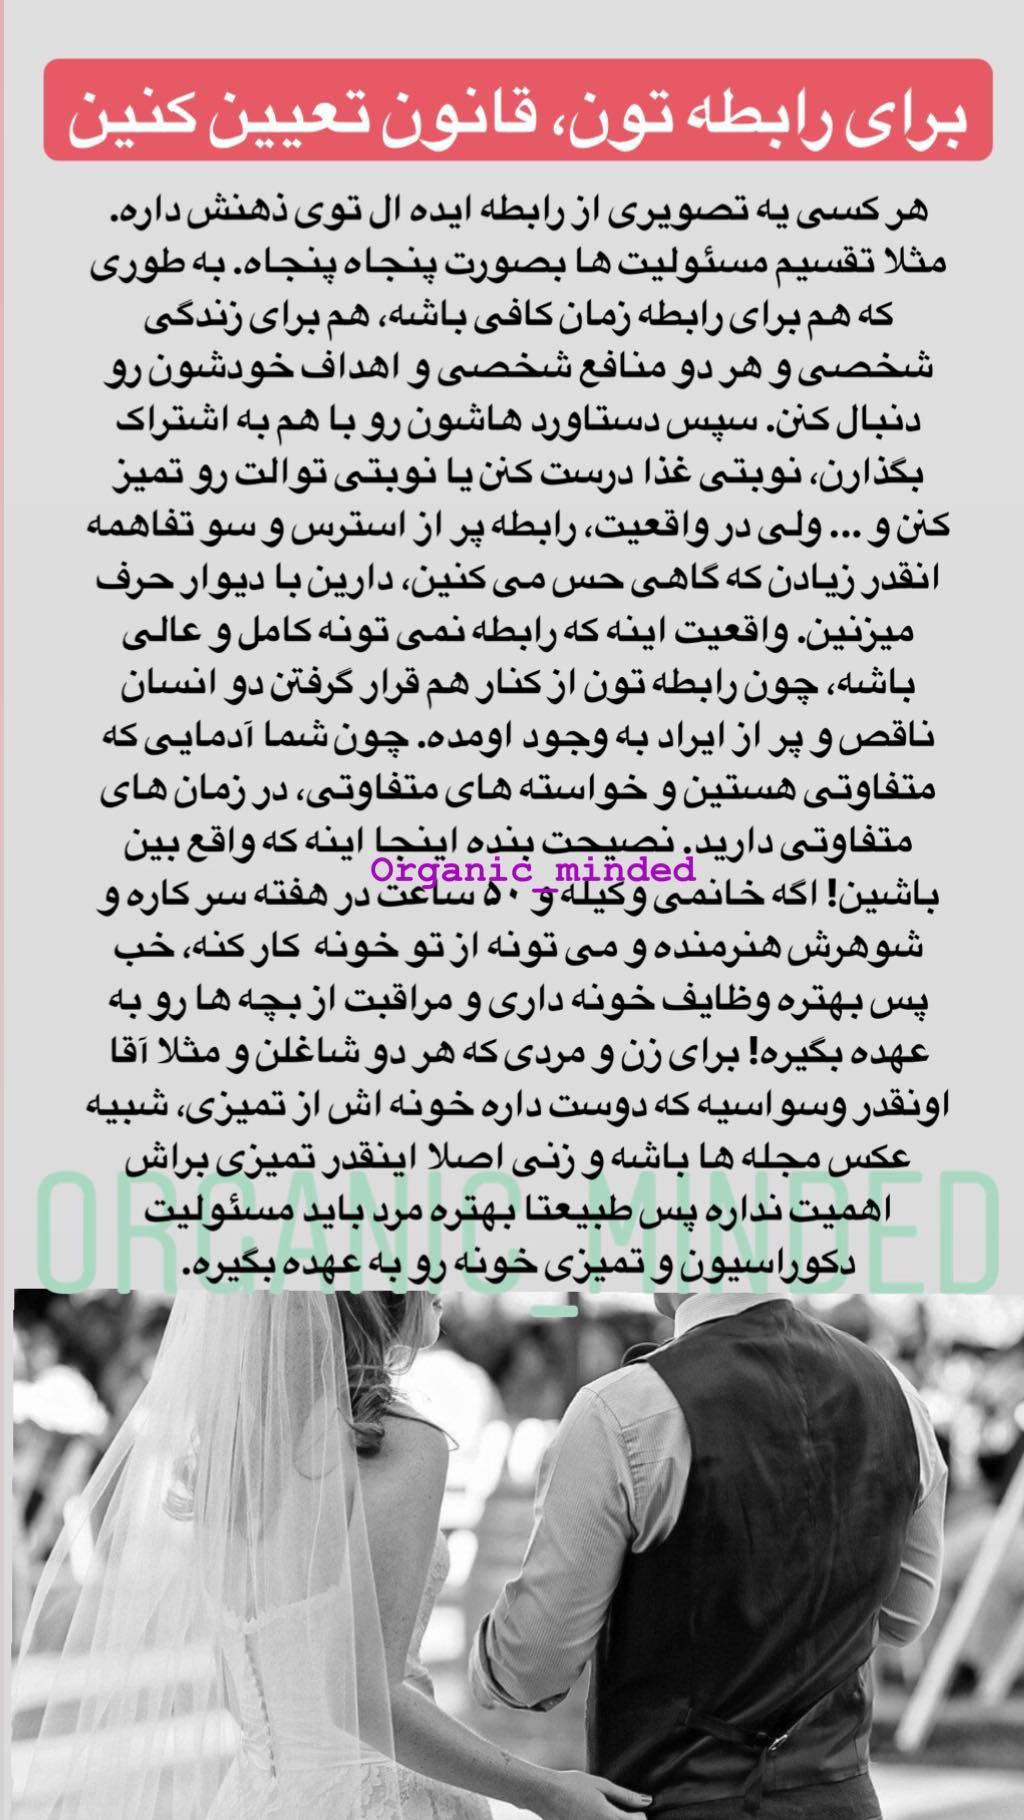 برای رابطه تون، قانون تعیین کنین
هر کسی یه تصویری از رابطه ایده ال توی ذهنش داره.
مثلا تقسیم مسئولیت ها بصورت پنجاه پنجاه. به طوری
که هم برای رابطه زمان کافی باشه، هم برای زندگی
شخصی و هر دو منافع شخصی و اهداف خودشون رو
دنبال کنن. سپس دستاورد هاشون رو با هم به اشتراک
بگذارن، نوبتی غذا درست کنن یا نوبتی توالت رو تمیز
کنن و ... ولی در واقعیت، رابطه پر از استرس و سو تفاهمه
انقدر زیادن که گاهی حس می کنین، دارین با دیوار حرف
میزنین. واقعیت اینه که رابطه نمی تونه کامل و عالی
باشه، چون رابطه تون از کنار هم قرار گرفتن دو انسان
ناقص و پر از ایراد به وجود اومده. چون شما آدمایی که
متفاوتی هستین و خواسته های متفاوتی، در زمان های
متفاوتی دارید. نصیحت بنده اینجا اینه که واقع بین
Organic_minded
باشین! اگه خانمی وکیله و ۵۰ ساعت در هفته سر کاره و
شوهرش هنرمنده و می تونه از تو خونه کار کنه، خب
پس بهتره وظایف خونه داری و مراقبت از بچه ها رو به
عهده بگیره! برای زن و مردی که هر دو شاغلن و مثلا آقا
اونقدر وسواسیه که دوست داره خونه اش از تمیزی، شبیه
عکس مجله ها باشه و زنی اصلا اینقدر تمیزی براش
اهمیت نداره پس طبیعتا بهتره مرد باید مسئولیت
ORGANIC_MINDED
دکوراسیون و تمیزی خونه رو به عهده بگیره.